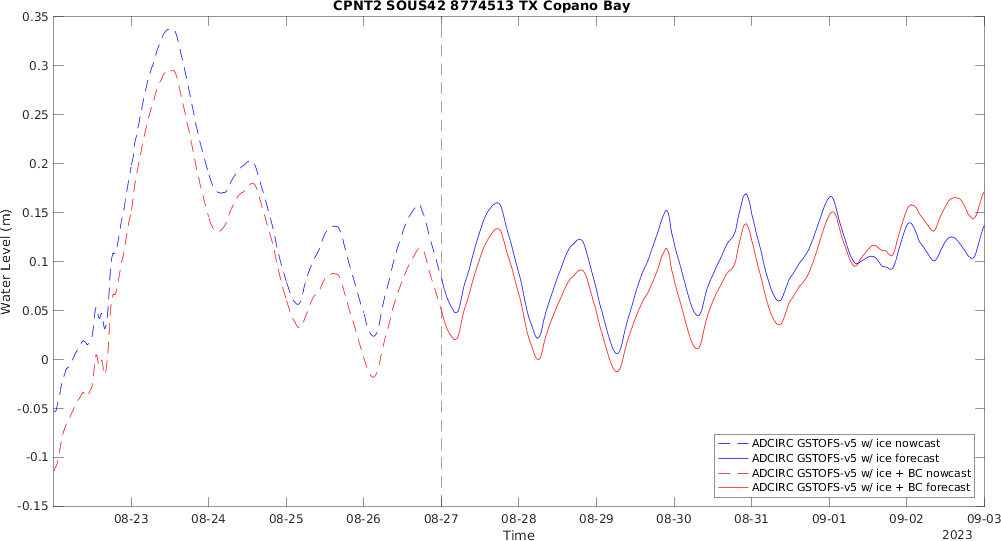 CPNT2 SOUS42 8774513 TX Copano Bay
0.35
0.3
0.25
0.2
0.15
0.1
0.05
0
-0.05
-0.1
-0.15
Water Level (m)
ADCIRC GSTOFS-v5 w/ ice nowcast
ADCIRC GSTOFS-v5 w/ ice forecast
ADCIRC GSTOFS-v5 w/ ice + BC nowcast
ADCIRC GSTOFS-v5 w/ ice + BC forecast
08-23 08-24 08-25 08-26 08-27 08-28 08-29 08-30 08-31 09-01 09-02 09-03
Time
2023